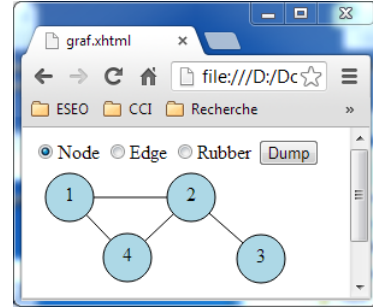 graf.xhtml
file:///D:/Dc
ESEO CCI Recherche »
Node Edge Rubber Dump
1 2
4 3